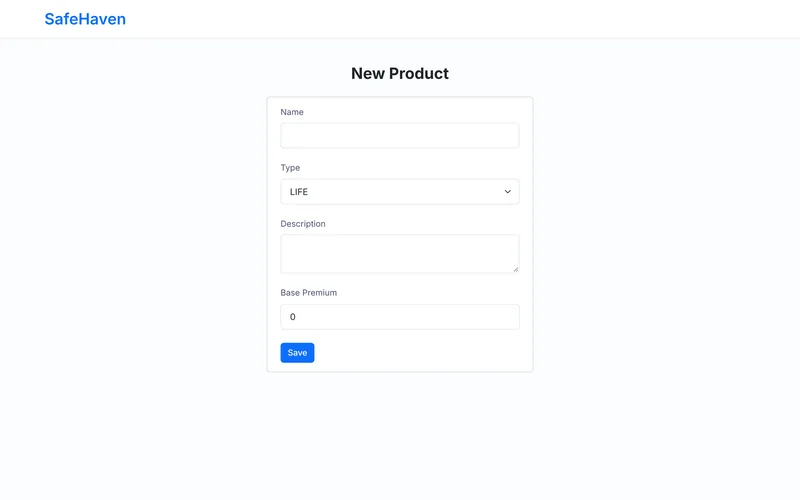 SafeHaven
New Product
Name
Type
LIFE
Description
Base Premium
0
Save